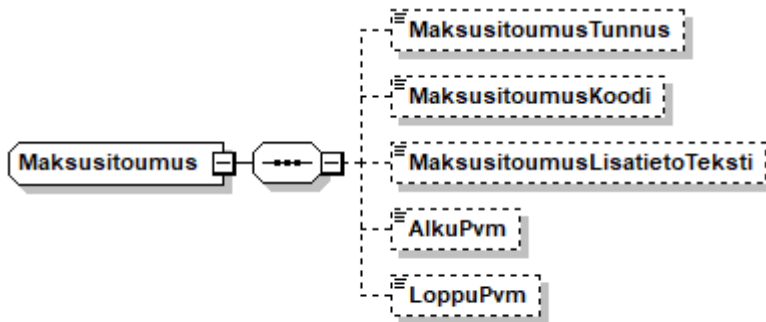 MaksusitoumusTunnus
MaksusitoumusKoodi
Maksusitoumus
MaksusitoumusLisatietoTeksti
AlkuPvm
LoppuPvm